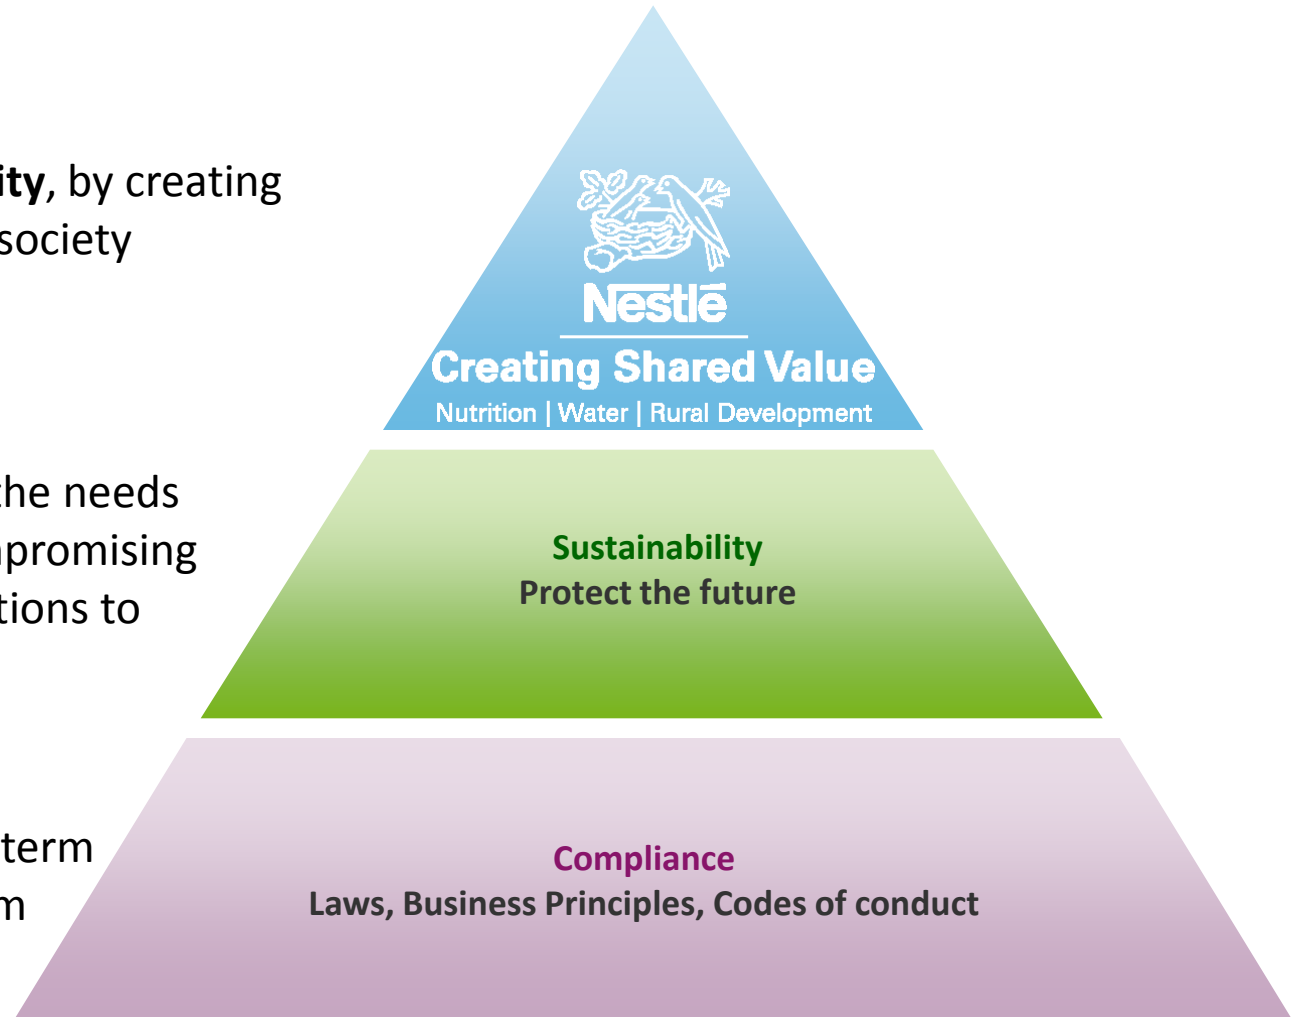 ity, by creating
society
Nestlé
Creating Shared Value
Nutrition | Water | Rural Development
the needs
promising
tions to
Sustainability
Protect the future
term
m
Compliance
Laws, Business Principles, Codes of conduct